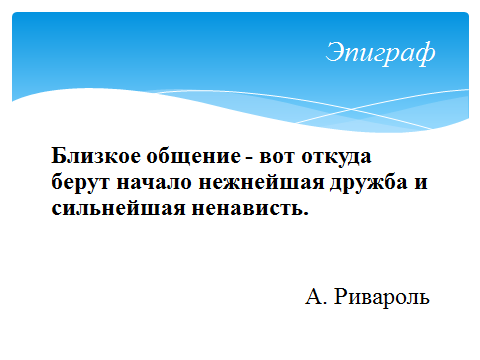 Эпиграф
Близкое общение - вот откуда
берут начало нежнейшая дружба и
сильнейшая ненависть.
А. Ривароль